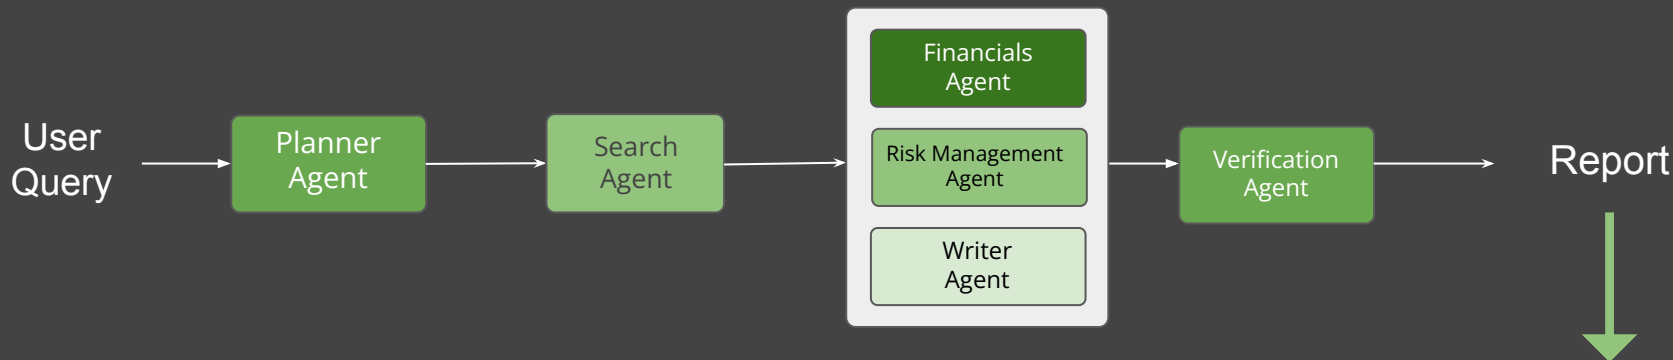 User
Query
Planner
Agent
Search
Agent
Financials
Agent
Risk Management
Agent
Writer
Agent
Verification
Agent
Report